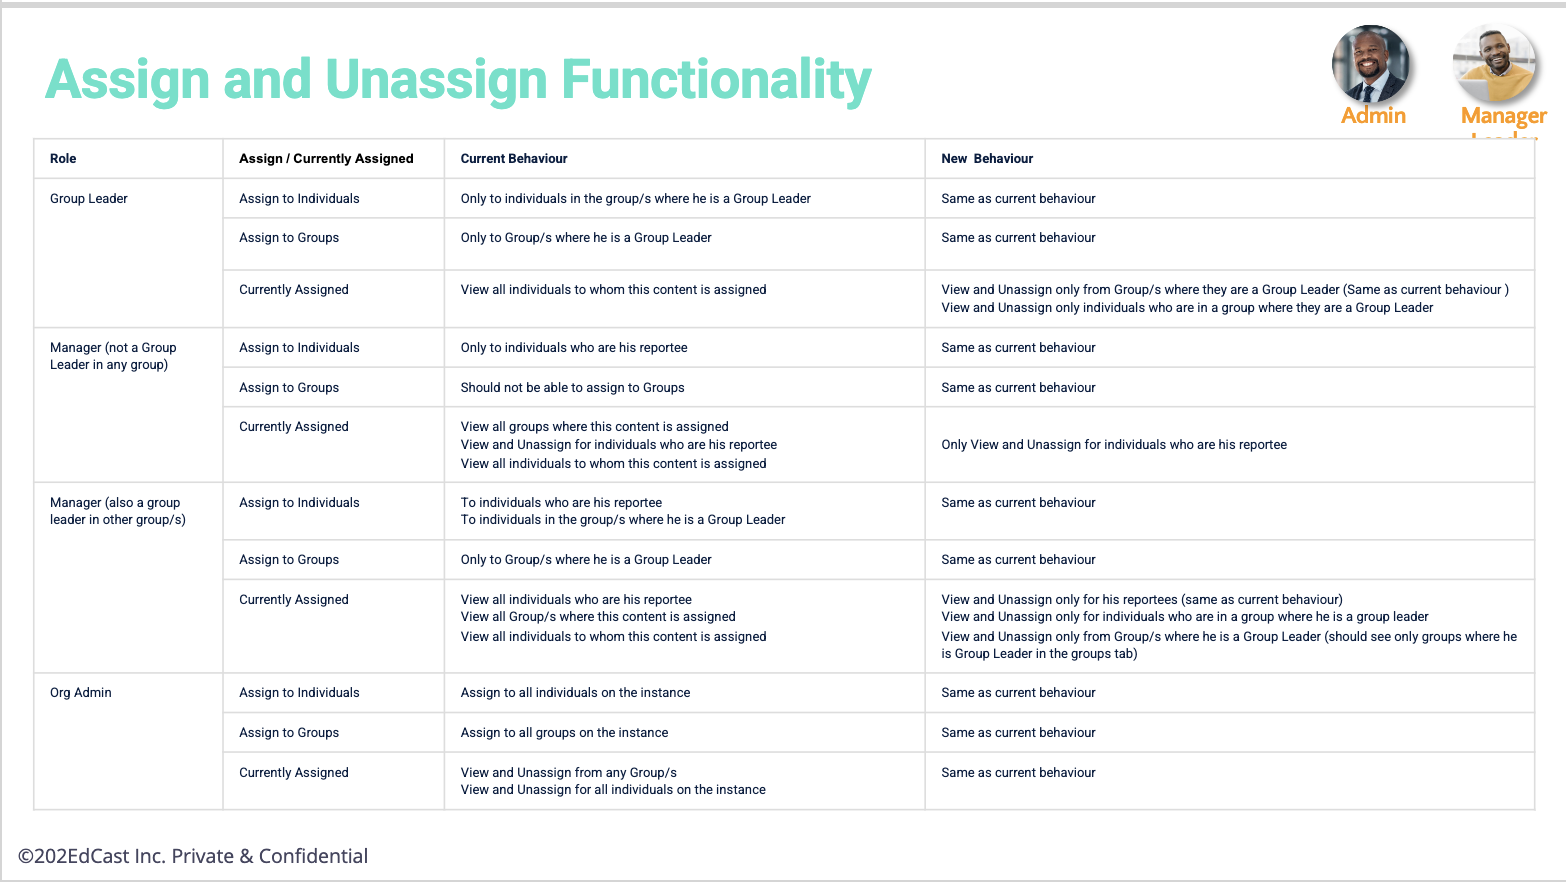 Assign and Unassign Functionality
Admin
Manager
Leader
Role
Assign / Currently Assigned
Current Behaviour
New  Behaviour
Group Leader
Assign to Individuals
Only to individuals in the group/s where he is a Group Leader
Same as current behaviour
Assign to Groups
Only to Group/s where he is a Group Leader
Same as current behaviour
Currently Assigned
View all individuals to whom this content is assigned
View and Unassign only from Group/s where they are a Group Leader (Same as current behaviour )
View and Unassign only individuals who are in a group where they are a Group Leader
Manager (not a Group
Leader in any group)
Assign to Individuals
Only to individuals who are his reportee
Same as current behaviour
Assign to Groups
Should not be able to assign to Groups
Same as current behaviour
Currently Assigned
View all groups where this content is assigned
View and Unassign for individuals who are his reportee
View all individuals to whom this content is assigned
Only View and Unassign for individuals who are his reportee
Manager (also a group
leader in other group/s)
Assign to Individuals
To individuals who are his reportee
To individuals in the group/s where he is a Group Leader
Same as current behaviour
Assign to Groups
Only to Group/s where he is a Group Leader
Same as current behaviour
Currently Assigned
View all individuals who are his reportee
View all Group/s where this content is assigned
View all individuals to whom this content is assigned
View and Unassign only for his reportees (same as current behaviour)
View and Unassign only for individuals who are in a group where he is a group leader
View and Unassign only from Group/s where he is a Group Leader (should see only groups where he
is Group Leader in the groups tab)
Org Admin
Assign to Individuals
Assign to all individuals on the instance
Same as current behaviour
Assign to Groups
Assign to all groups on the instance
Same as current behaviour
Currently Assigned
View and Unassign from any Group/s
View and Unassign for all individuals on the instance
Same as current behaviour
©202EdCast Inc. Private & Confidential